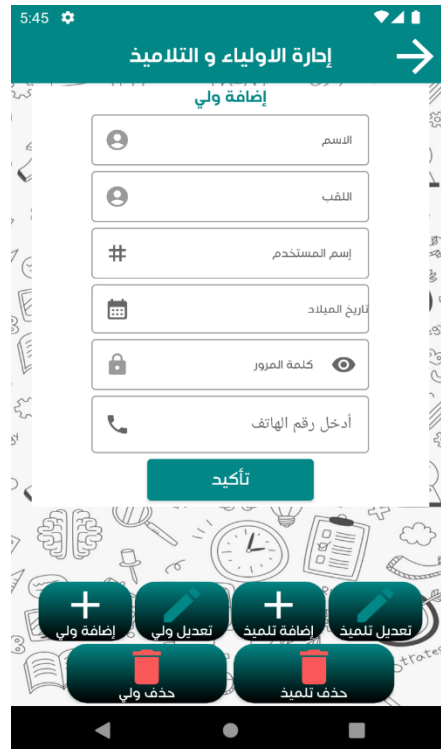 5:45
إدارة الاولياء و التلاميذ
إضافة ولي
الاسم
اللقب
إسم المستخدم
تاريخ الميلاد
كلمة المرور
أدخل رقم الهاتف
تأكيد
تعديل تلميذ
إضافة تلميذ
تعديل ولي
إضافة ولي
حذف تلميذ
حذف ولي